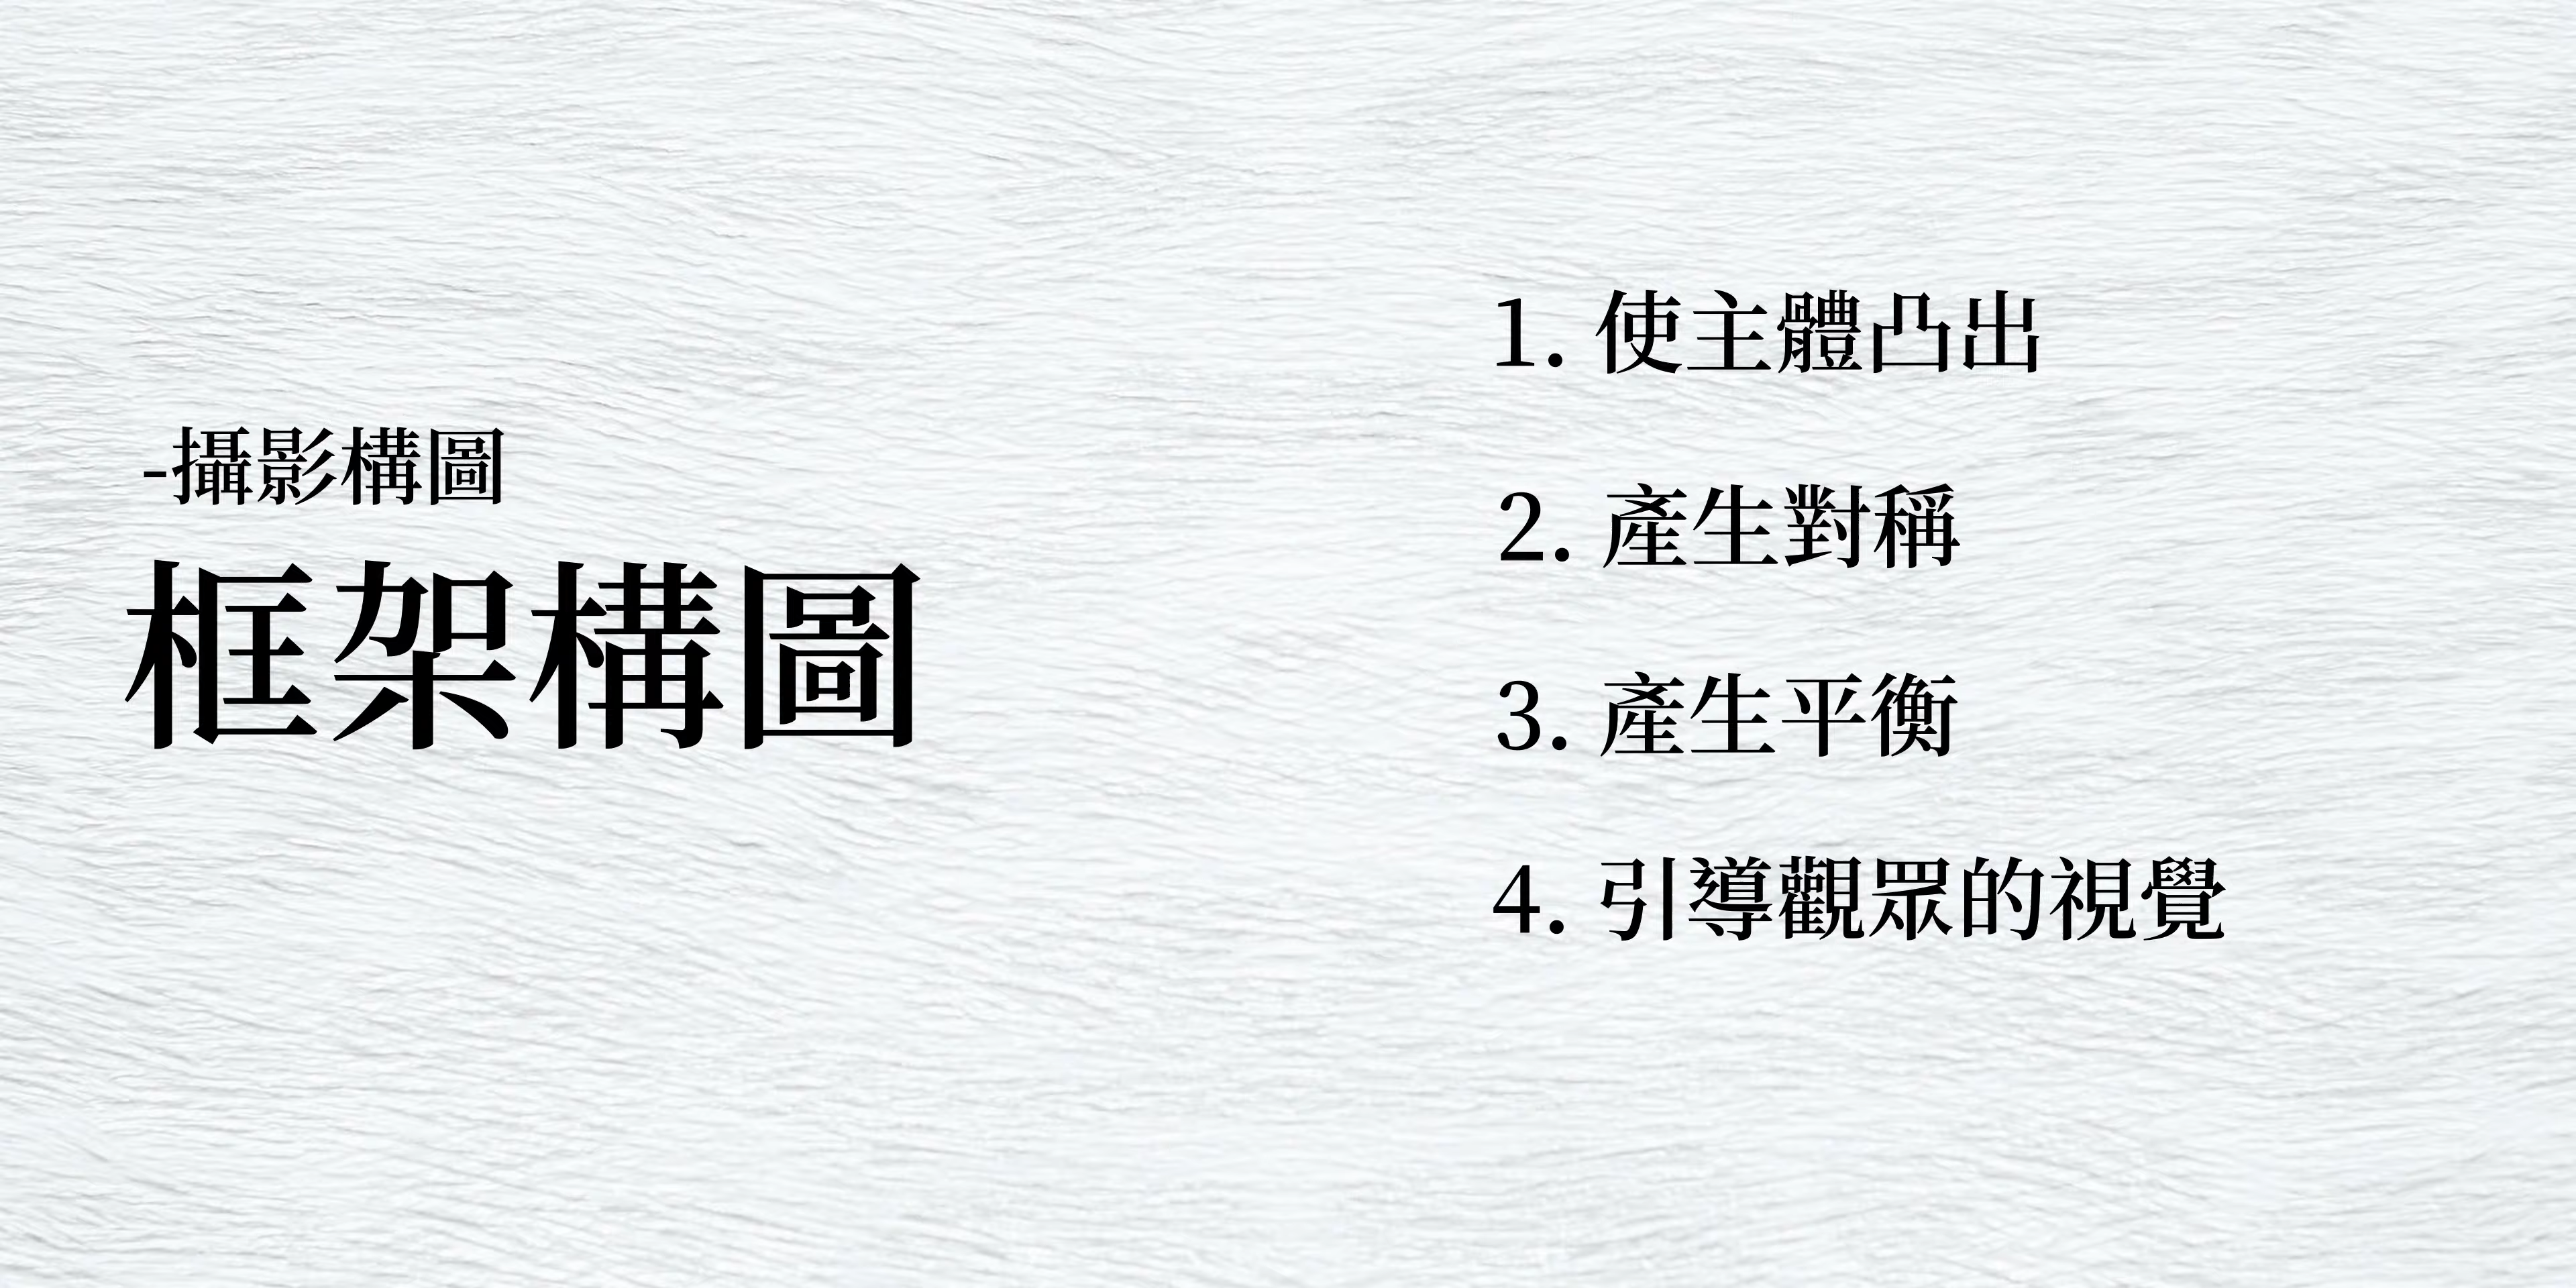 -攝影構圖
框架構圖
1. 使主體凸出
2. 產生對稱
3. 產生平衡
4. 引導觀眾的視覺